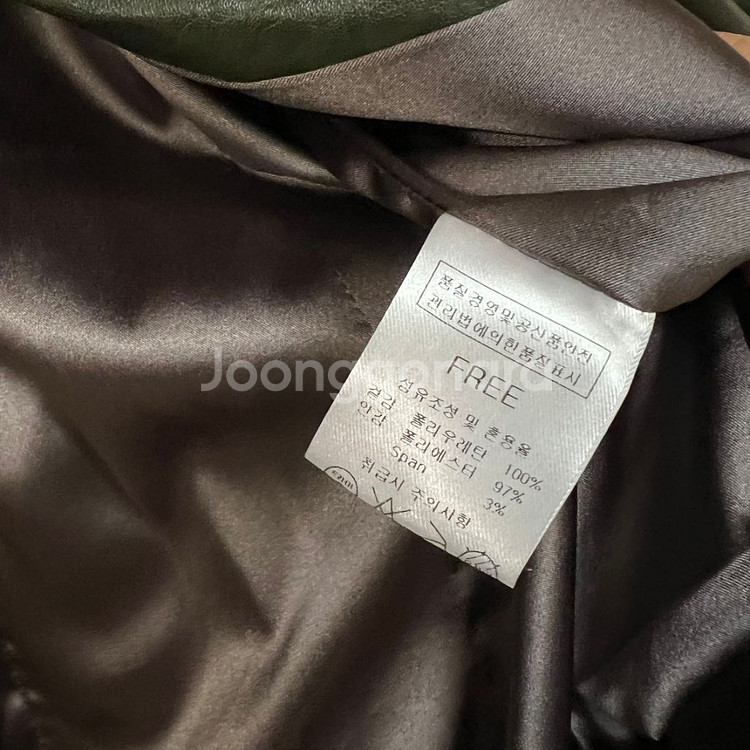 품질경영및공산품안전
관리법에의한품질표시
FREE
섬유조성 및 혼용율
겉감 폴리우레탄 100%
안감 폴리에스터 97%
Span 3%
취급시 주의사항
Joonggonara